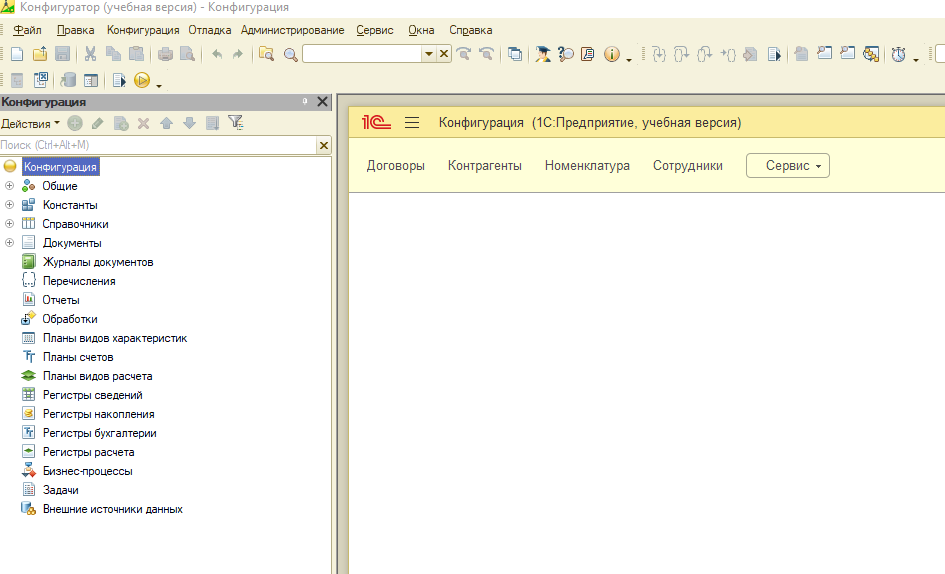 Конфигуратор (учебная версия) - Конфигурация
Файл Правка Конфигурация Отладка Администрирование Сервис Окна Справка
Конфигурация
Действия
Поиск (Ctrl+Alt+M)
Конфигурация
Общие
Константы
Справочники
Документы
Журналы документов
Перечисления
Отчеты
Обработки
Планы видов характеристик
Планы счетов
Планы видов расчета
Регистры сведений
Регистры накопления
Регистры бухгалтерии
Регистры расчета
Бизнес-процессы
Задачи
Внешние источники данных
1С Конфигурация (1С:Предприятие, учебная версия)
Договоры Контрагенты Номенклатура Сотрудники Сервис